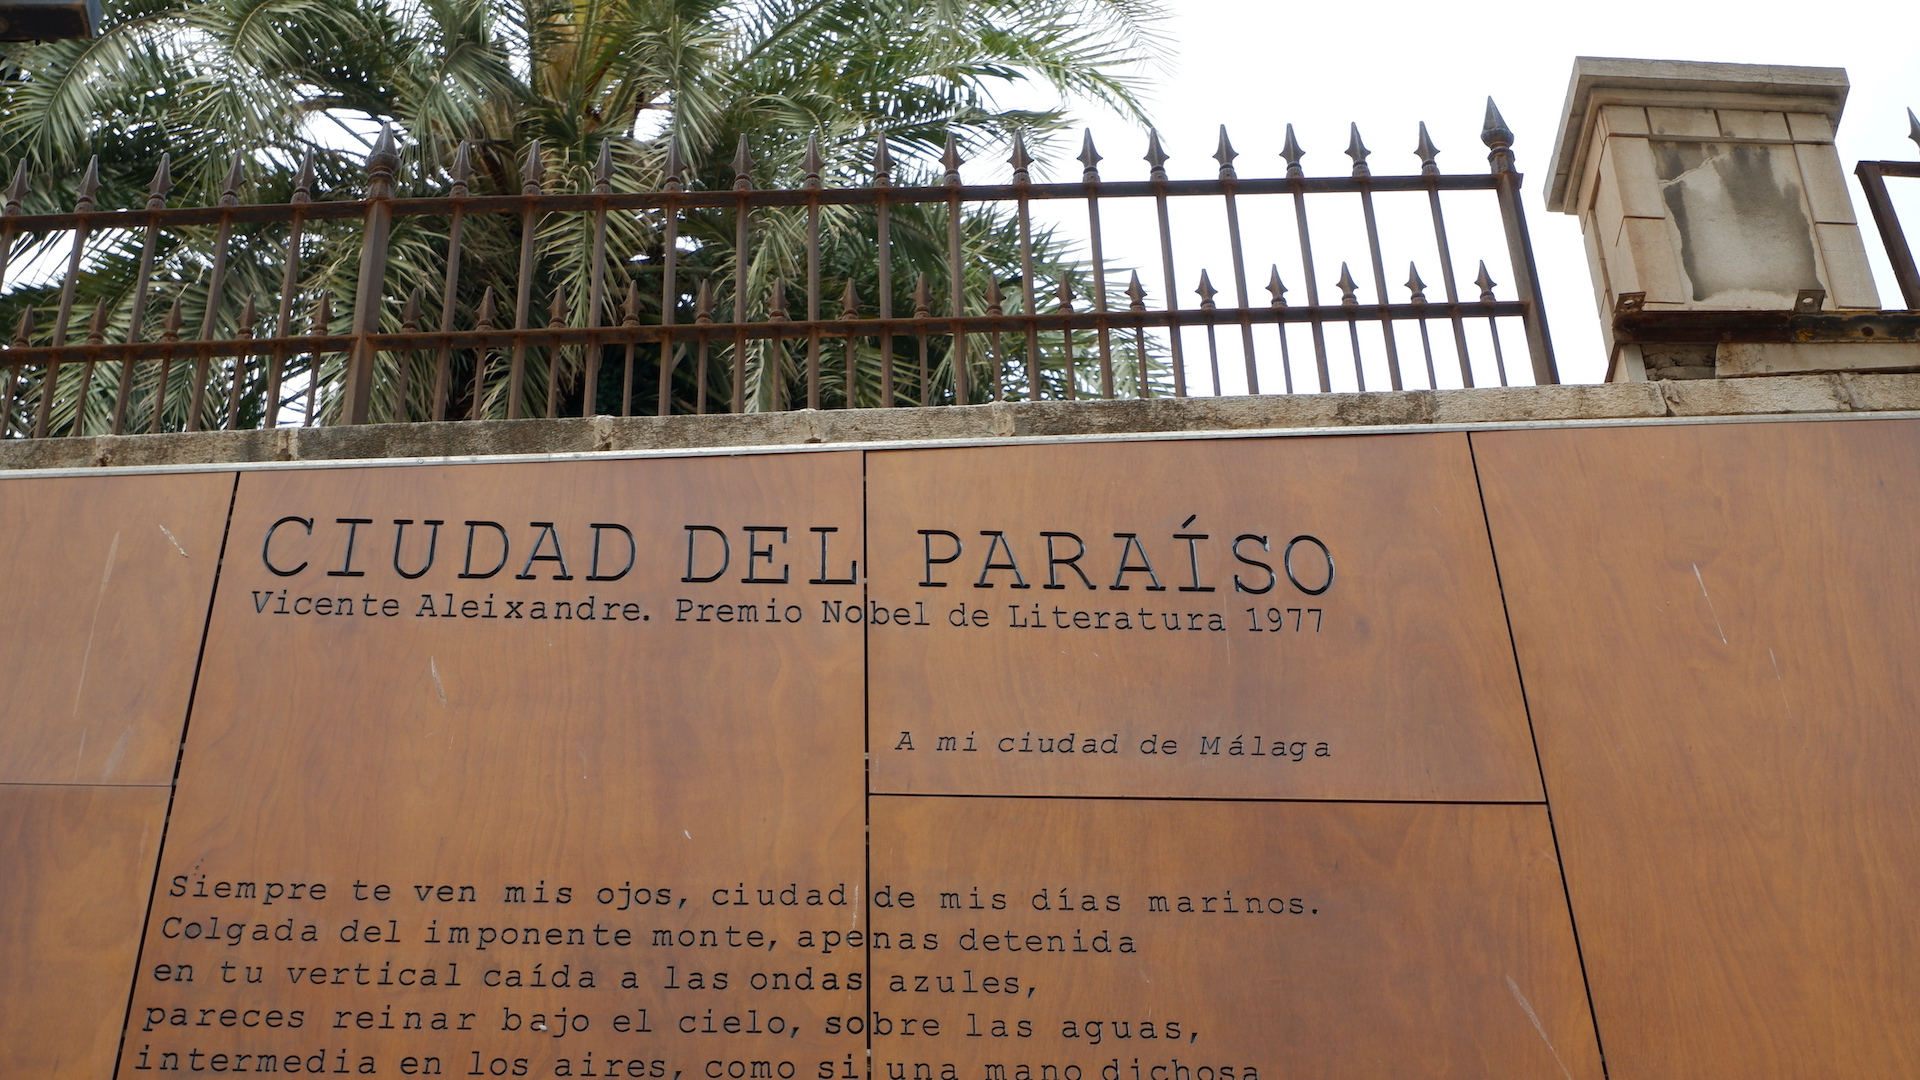 CIUDAD DEL PARAÍSO
Vicente Aleixandre. Premio Nobel de Literatura 1977
A mi ciudad de Málaga
Siempre te ven mis ojos, ciudad de mis días marinos.
Colgada del imponente monte, apenas detenida
en tu vertical caída a las ondas azules,
pareces reinar bajo el cielo, sobre las aguas,
intermedia en los aires, como si una mano dichosa